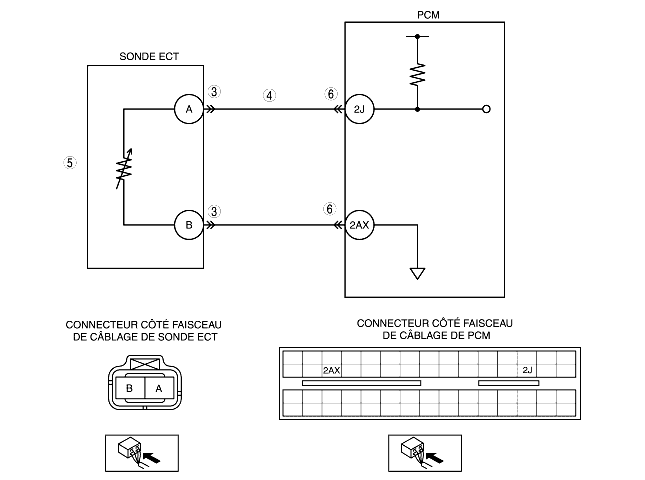 PCM
SONDE ECT
3
4
6
A
2J
5
3
6
B
2AX
CONNECTEUR CÔTÉ FAISCEAU
DE CÂBLAGE DE SONDE ECT
CONNECTEUR CÔTÉ FAISCEAU
DE CÂBLAGE DE PCM
2AX
2J
B A